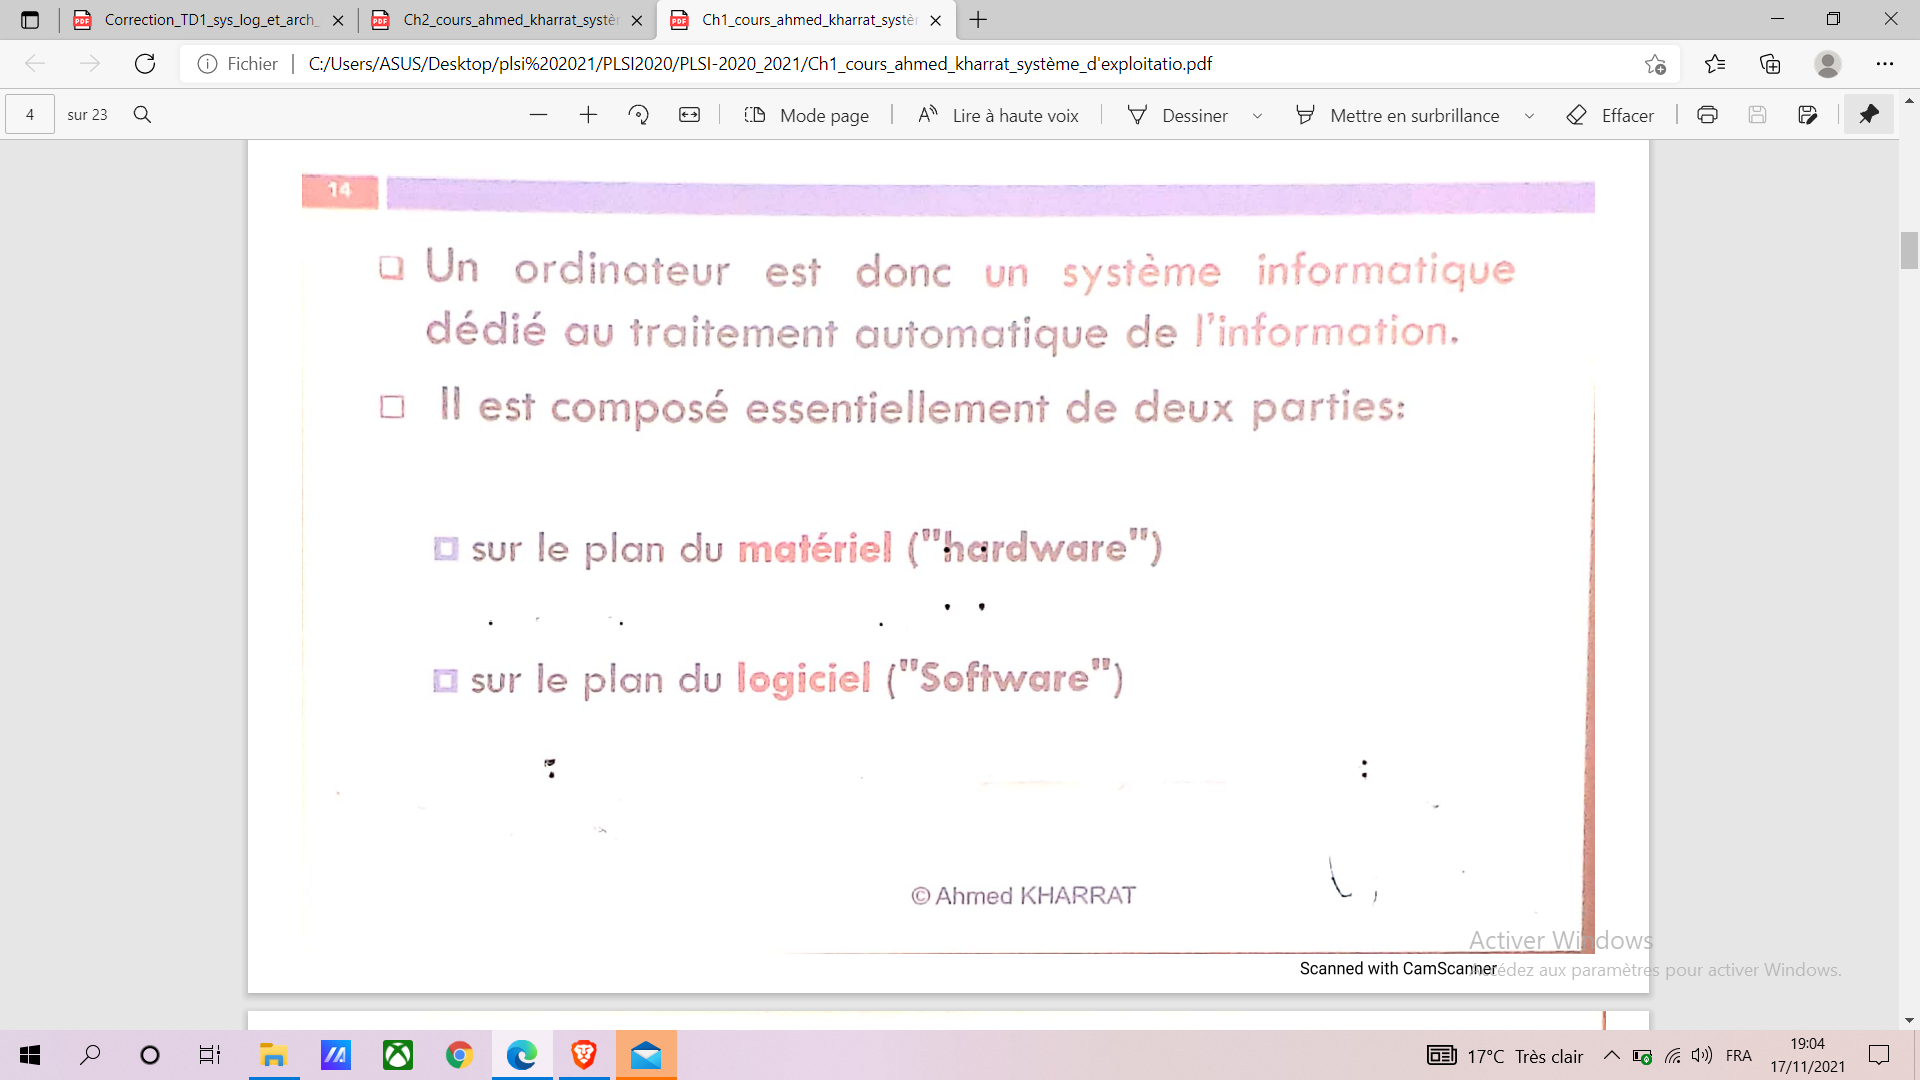 Correction_TD1_sys_log_et_arch_
Ch2_cours_ahmed_kharrat_systè
Ch1_cours_ahmed_kharrat_systè
Fichier
C:/Users/ASUS/Desktop/plsi%202021/PLSI2020/PLSI-2020_2021/Ch1_cours_ahmed_kharrat_système_d'exploitatio.pdf
4 sur 23
Mode page
Lire à haute voix
Dessiner
Mettre en surbrillance
Effacer
14
Un ordinateur est donc un système informatique
dédié au traitement automatique de l'information.
Il est composé essentiellement de deux parties:
sur le plan du matériel ("hardware")
sur le plan du logiciel ("Software")
© Ahmed KHARRAT
Activer Windows
Scanned with CamScanner
Accédez aux paramètres pour activer Windows.
17°C Très clair
FRA
19:04
17/11/2021